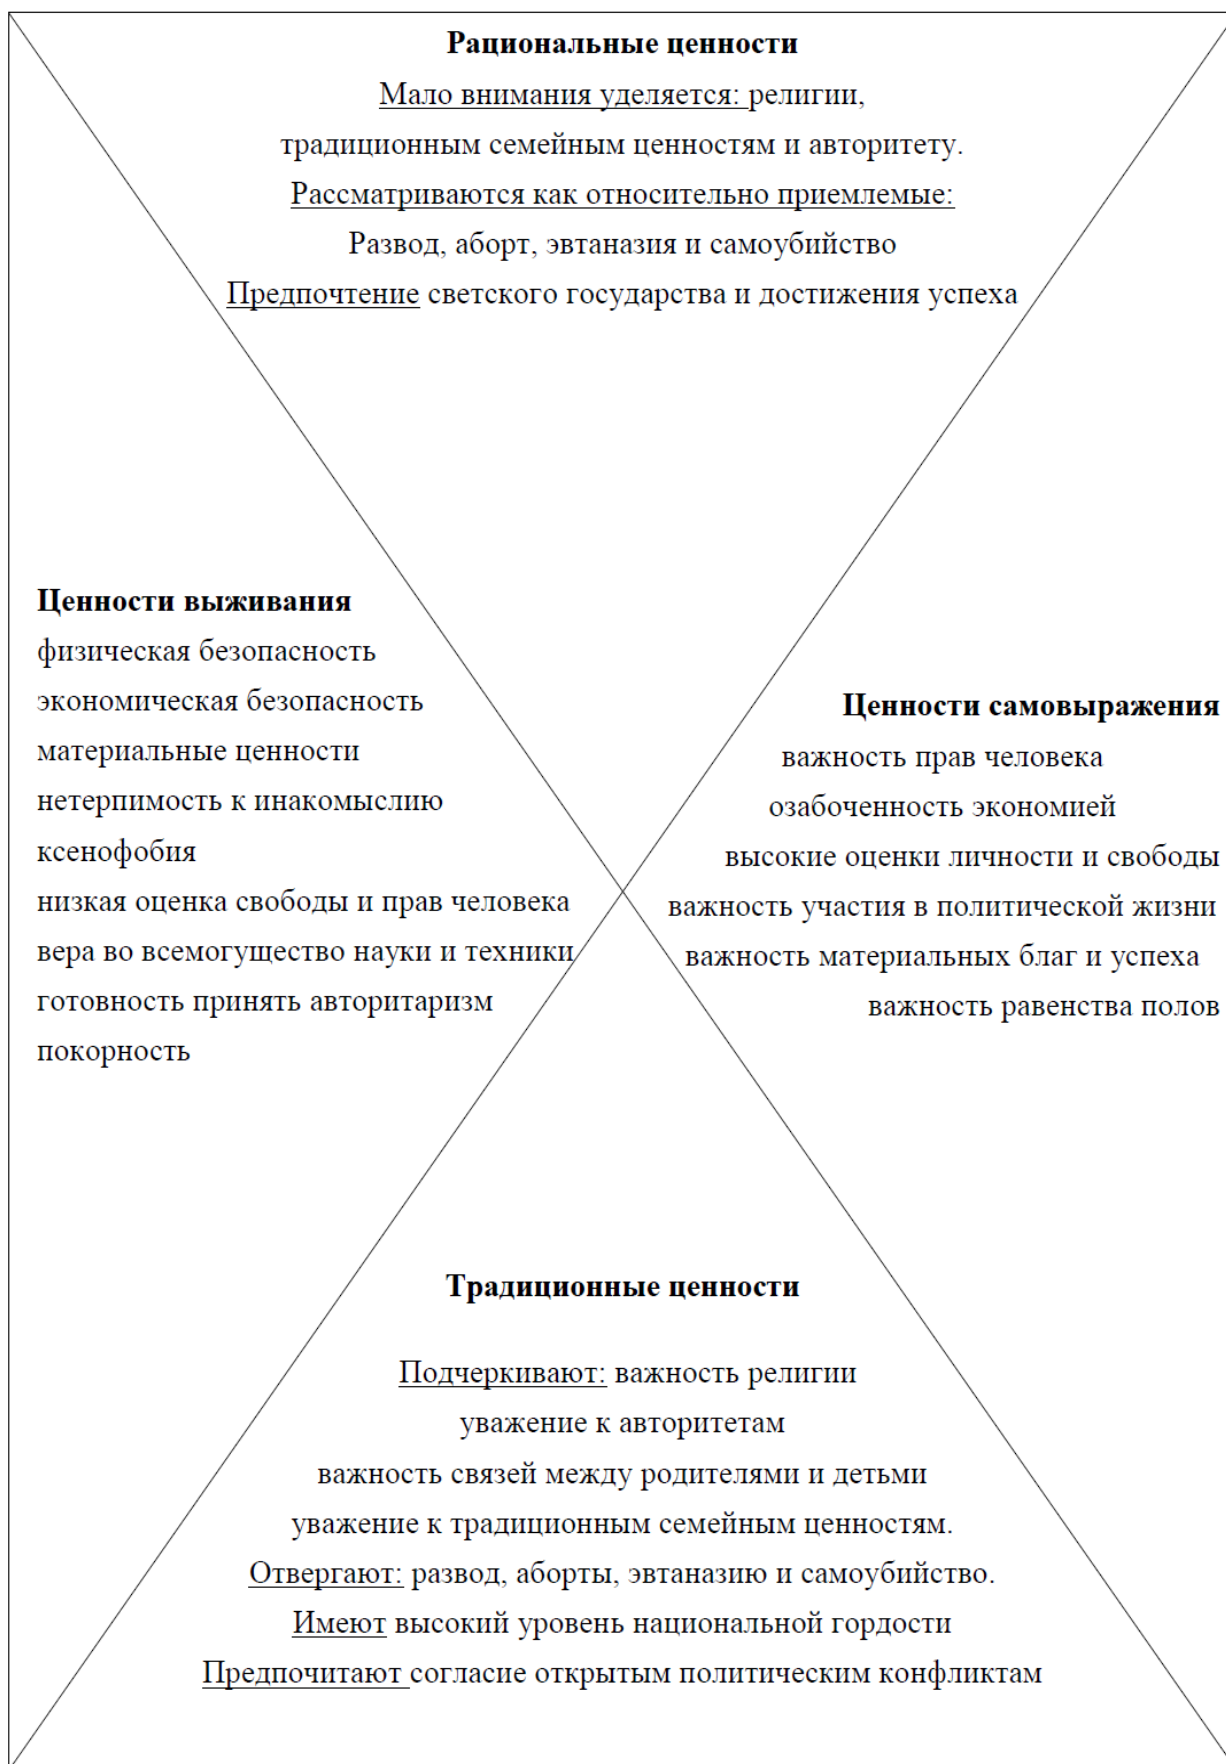 Рациональные ценности
Мало внимания уделяется: религии,
традиционным семейным ценностям и авторитету.
Рассматриваются как относительно приемлемые:
Развод, аборт, эвтаназия и самоубийство
Предпочтение светского государства и достижения успеха
Ценности выживания
физическая безопасность
экономическая безопасность
материальные ценности
нетерпимость к инакомыслию
ксенофобия
низкая оценка свободы и прав человека
вера во всемогущество науки и техники
готовность принять авторитаризм
покорность
Ценности самовыражения
важность прав человека
озабоченность экономией
высокие оценки личности и свободы
важность участия в политической жизни
важность материальных благ и успеха
важность равенства полов
Традиционные ценности
Подчеркивают: важность религии
уважение к авторитетам
важность связей между родителями и детьми
уважение к традиционным семейным ценностям.
Отвергают: развод, аборты, эвтаназию и самоубийство.
Имеют высокий уровень национальной гордости
Предпочитают согласие открытым политическим конфликтам